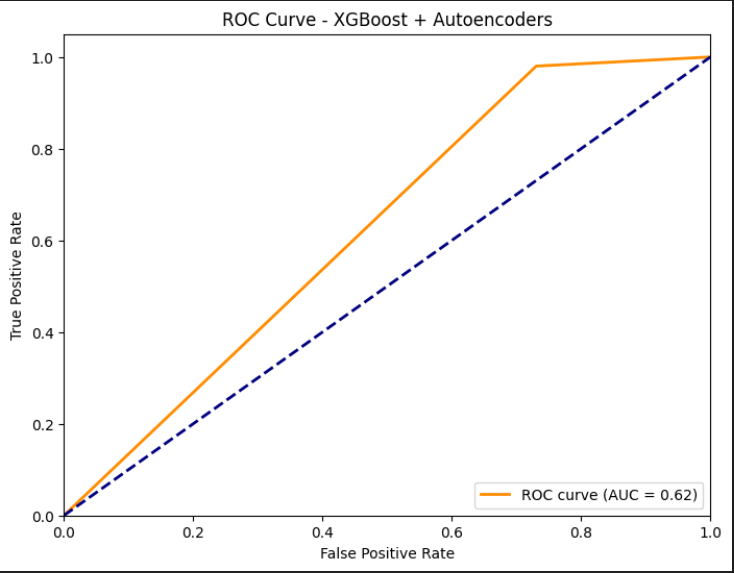 ROC Curve - XGBoost + Autoencoders
True Positive Rate
1.0
0.8
0.6
0.4
0.2
0.0
ROC curve (AUC = 0.62)
0.0 0.2 0.4 0.6 0.8 1.0
False Positive Rate